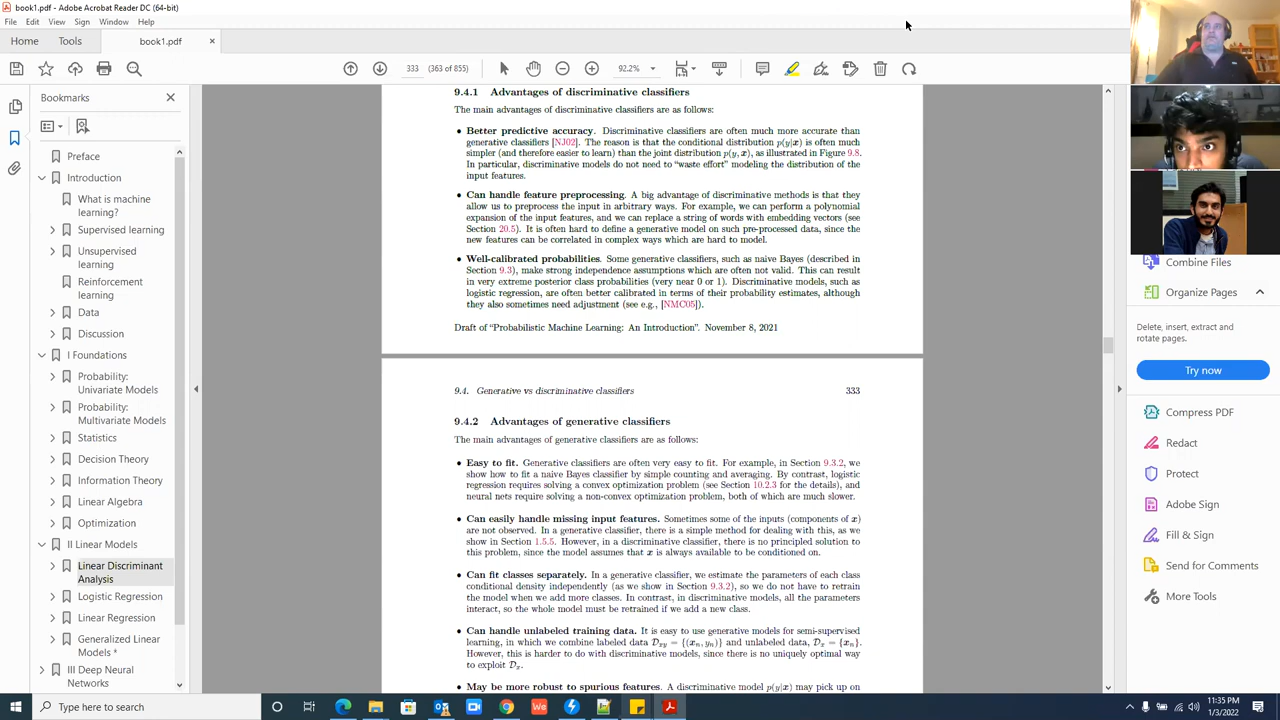 book1.pdf - Adobe Acrobat Reader DC (64-bit)
File Edit View Sign Window Help
Home Tools book1.pdf ×
333 (363 of 855) 92.2%
Bookmarks
Preface
Introduction
What is machine
learning?
Supervised learning
Unsupervised
learning
Reinforcement
learning
Data
Discussion
I Foundations
Probability:
Univariate Models
Probability:
Multivariate Models
Statistics
Decision Theory
Information Theory
Linear Algebra
Optimization
II Linear Models
Linear Discriminant
Analysis
Logistic Regression
Linear Regression
Generalized Linear
Models *
III Deep Neural
Networks
9.4.1 Advantages of discriminative classifiers
The main advantages of discriminative classifiers are as follows:
• Better predictive accuracy. Discriminative classifiers are often much more accurate than
generative classifiers [NJ02]. The reason is that the conditional distribution p(y|x) is often much
simpler (and therefore easier to learn) than the joint distribution p(y, x), as illustrated in Figure 9.8.
In particular, discriminative models do not need to “waste effort” modeling the distribution of the
input features.
• Can handle feature preprocessing. A big advantage of discriminative methods is that they
allow us to preprocess the input in arbitrary ways. For example, we can perform a polynomial
expansion of the input features, and we can replace a string of words with embedding vectors (see
Section 20.5). It is often hard to define a generative model on such pre-processed data, since the
new features can be correlated in complex ways which are hard to model.
• Well-calibrated probabilities. Some generative classifiers, such as naive Bayes (described in
Section 9.3), make strong independence assumptions which are often not valid. This can result
in very extreme posterior class probabilities (very near 0 or 1). Discriminative models, such as
logistic regression, are often better calibrated in terms of their probability estimates, although
they also sometimes need adjustment (see e.g., [NMC05]).
Draft of “Probabilistic Machine Learning: An Introduction”. November 8, 2021
9.4. Generative vs discriminative classifiers 333
9.4.2 Advantages of generative classifiers
The main advantages of generative classifiers are as follows:
• Easy to fit. Generative classifiers are often very easy to fit. For example, in Section 9.3.2, we
show how to fit a naive Bayes classifier by simple counting and averaging. By contrast, logistic
regression requires solving a convex optimization problem (see Section 10.2.3 for the details), and
neural nets require solving a non-convex optimization problem, both of which are much slower.
• Can easily handle missing input features. Sometimes some of the inputs (components of x)
are not observed. In a generative classifier, there is a simple method for dealing with this, as we
show in Section 1.5.5. However, in a discriminative classifier, there is no principled solution to
this problem, since the model assumes that x is always available to be conditioned on.
• Can fit classes separately. In a generative classifier, we estimate the parameters of each class
conditional density independently (as we show in Section 9.3.2), so we do not have to retrain
the model when we add more classes. In contrast, in discriminative models, all the parameters
interact, so the whole model must be retrained if we add a new class.
• Can handle unlabeled training data. It is easy to use generative models for semi-supervised
learning, in which we combine labeled data Dxy = {(xn, yn)} and unlabeled data, Dx = {xn}.
However, this is harder to do with discriminative models, since there is no uniquely optimal way
to exploit Dx.
• May be more robust to spurious features. A discriminative model p(y|x) may pick up on
Combine Files
Organize Pages
Delete, insert, extract and
rotate pages.
Try now
Compress PDF
Redact
Protect
Adobe Sign
Fill & Sign
Send for Comments
More Tools
Type here to search
We
11:35 PM
1/3/2022